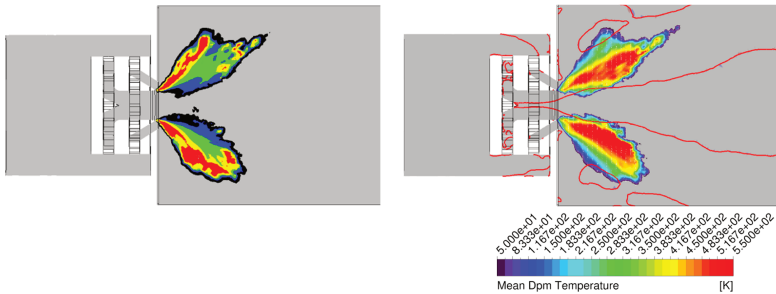 5.000e+01
8.333e+01
1.167e+02
1.500e+02
1.833e+02
2.167e+02
2.500e+02
2.833e+02
3.167e+02
3.500e+02
3.833e+02
4.167e+02
4.500e+02
4.833e+02
5.167e+02
5.500e+02
Mean Dpm Temperature [K]